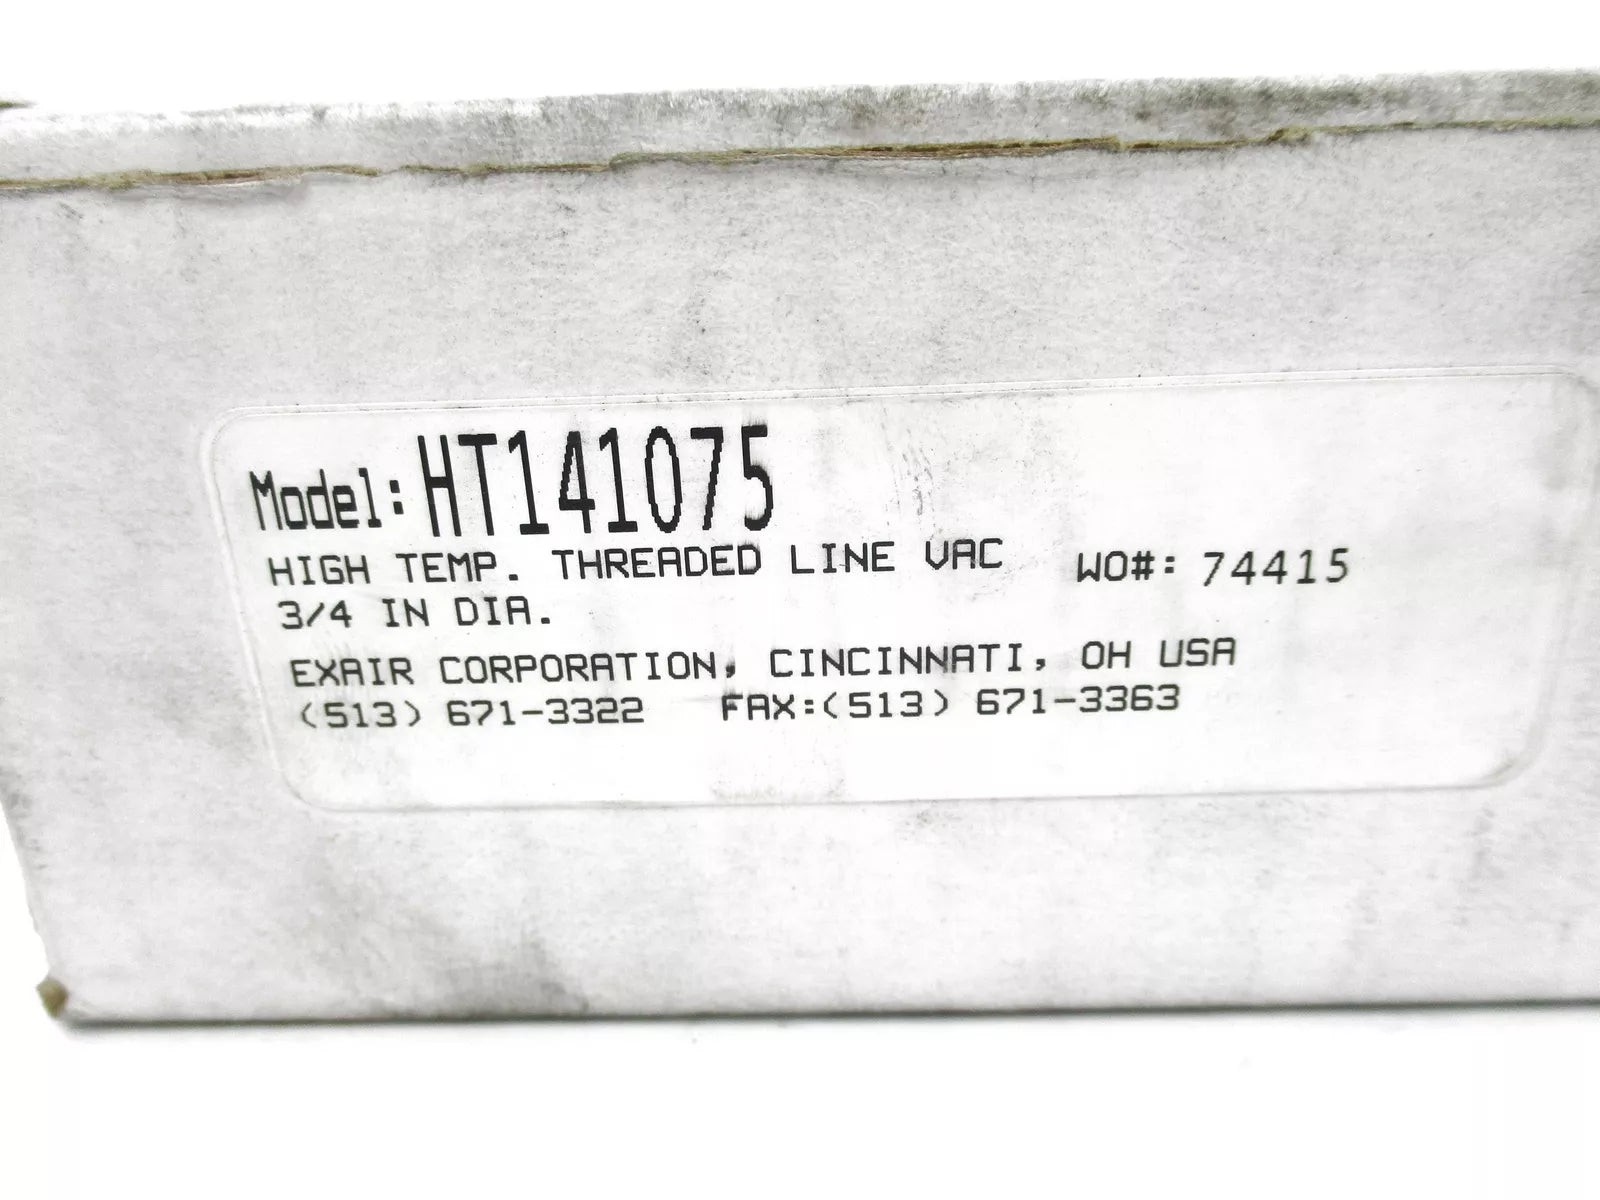 Model: HT141075
HIGH TEMP. THREADED LINE VAC WO#: 74415
3/4 IN DIA.
EXAIR CORPORATION, CINCINNATI, OH USA
(513) 671-3322 FAX:(513) 671-3363